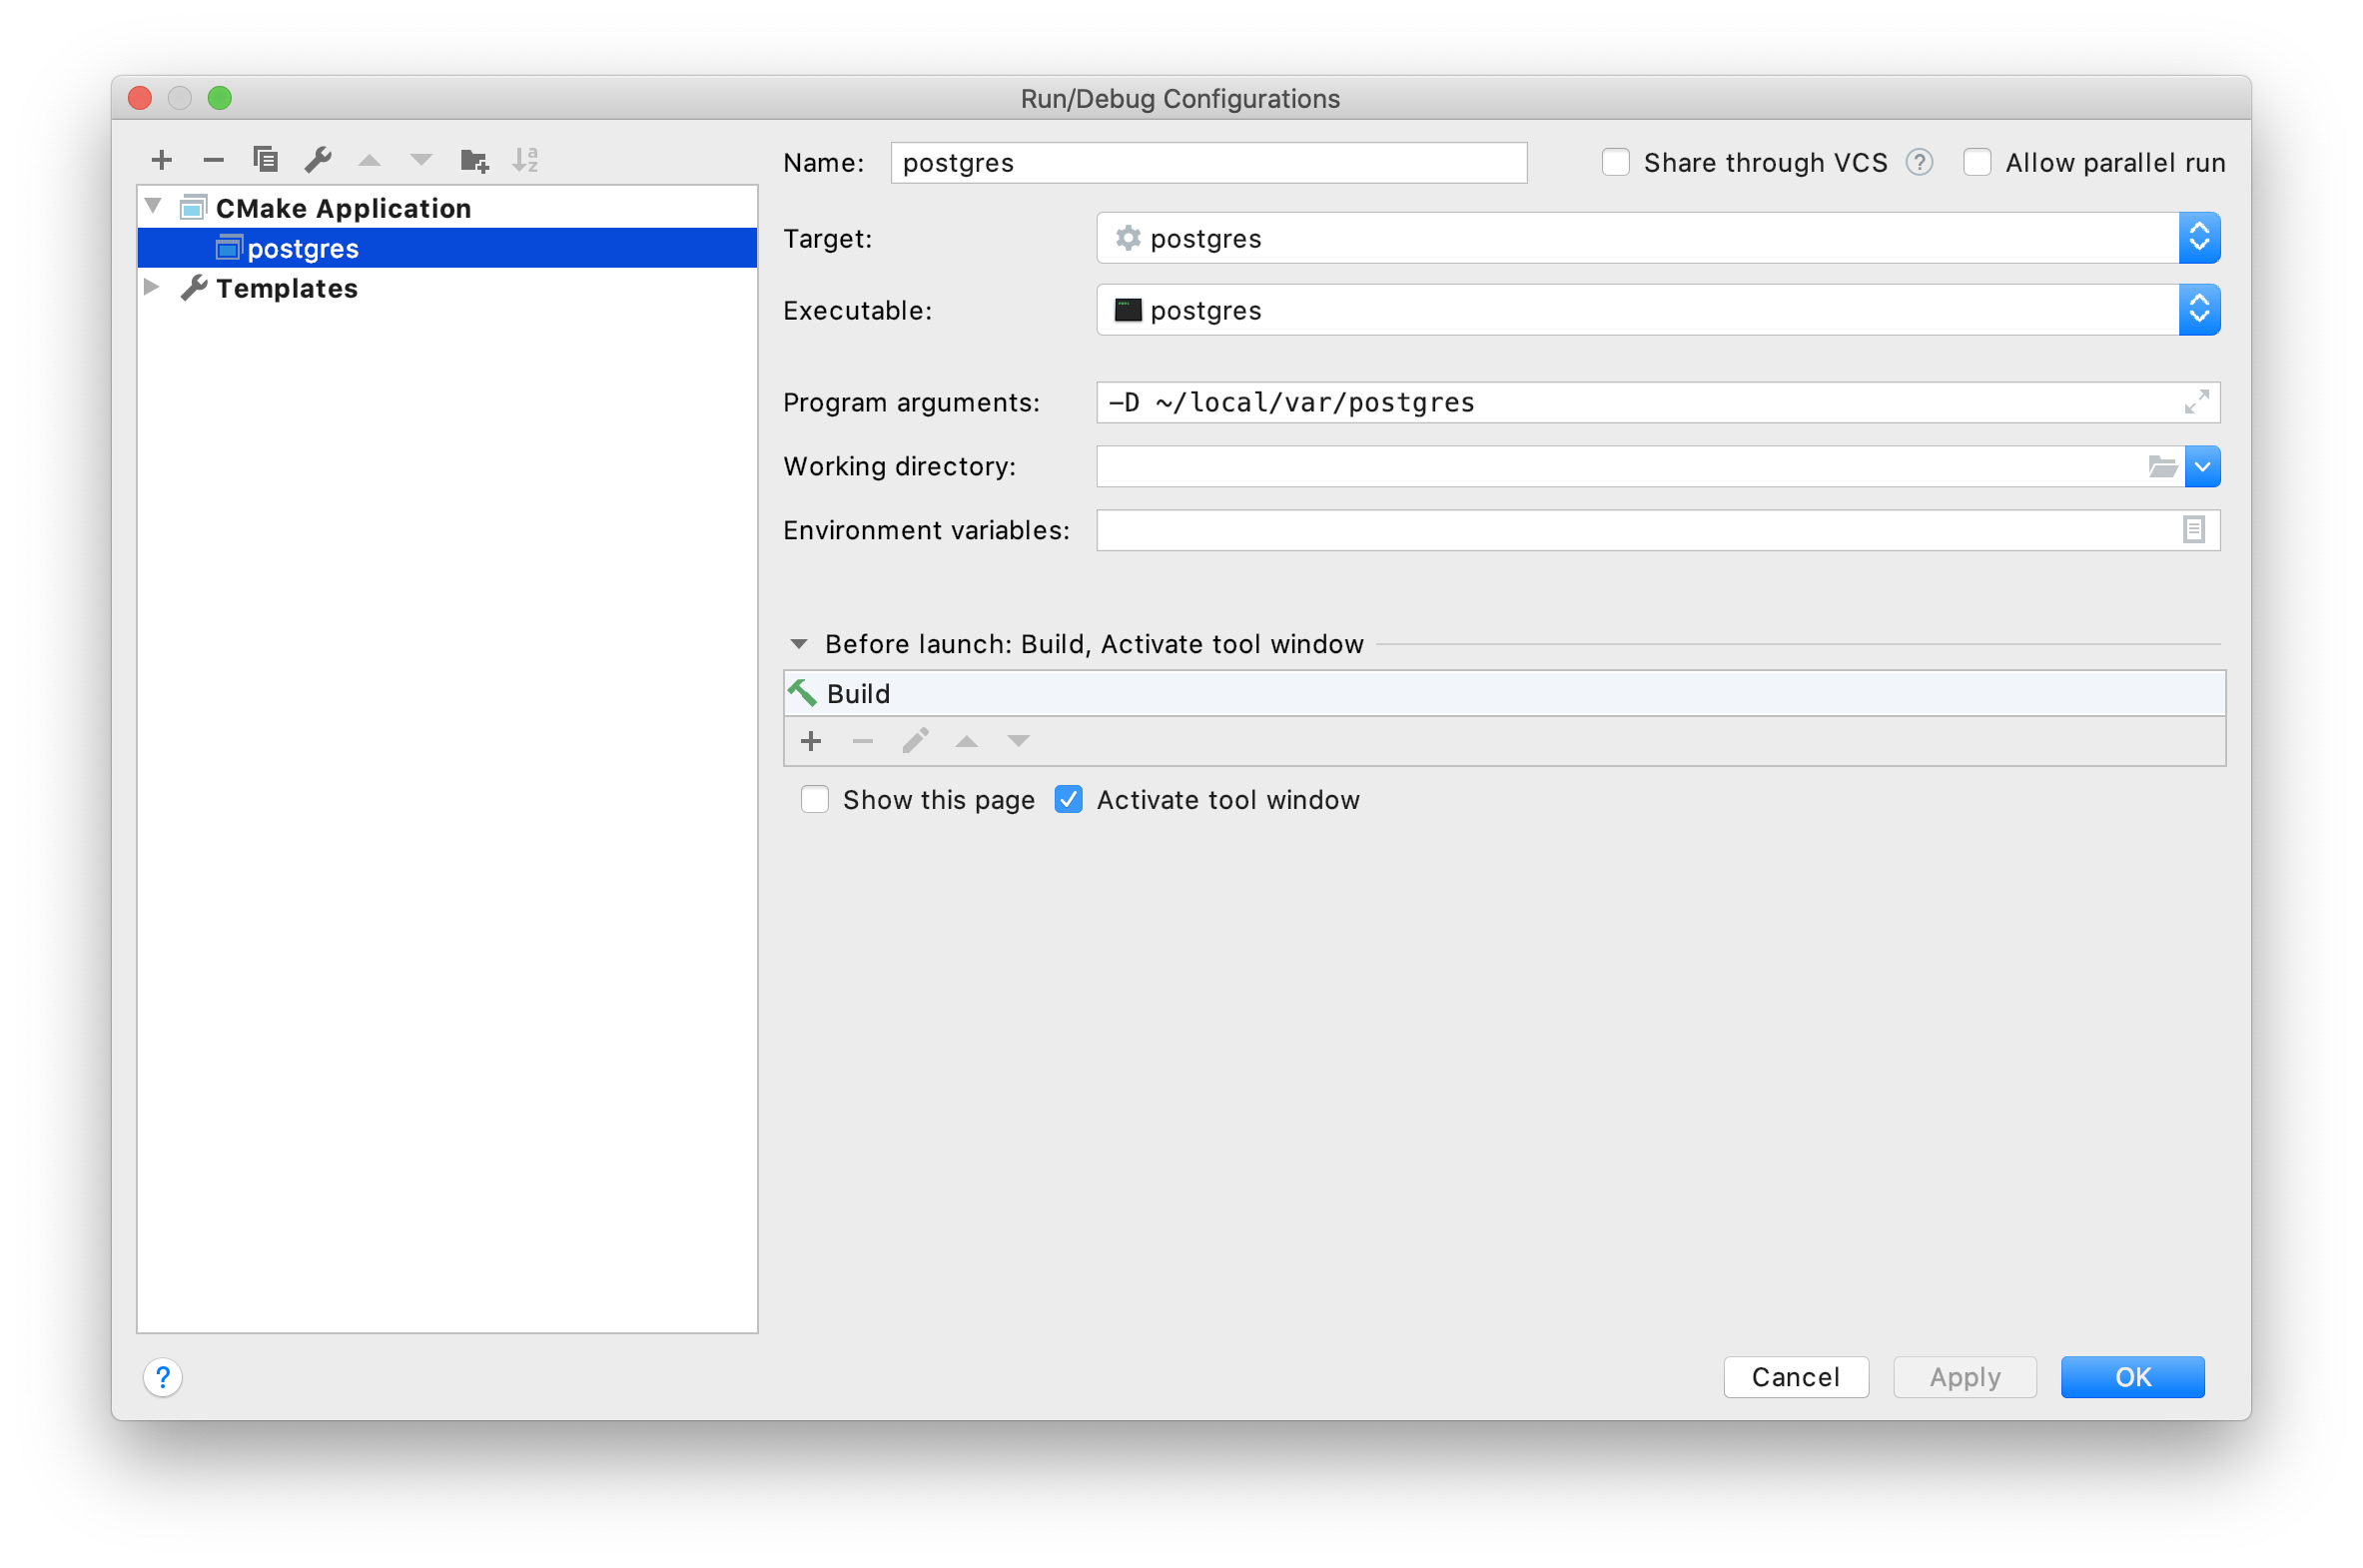 Run/Debug Configurations
CMake Application
postgres
Templates
Name: postgres
Share through VCS ?
Allow parallel run
Target: postgres
Executable: postgres
Program arguments: -D ~/local/var/postgres
Working directory:
Environment variables:
Before launch: Build, Activate tool window
Build
Show this page
Activate tool window
?
Cancel
Apply
OK